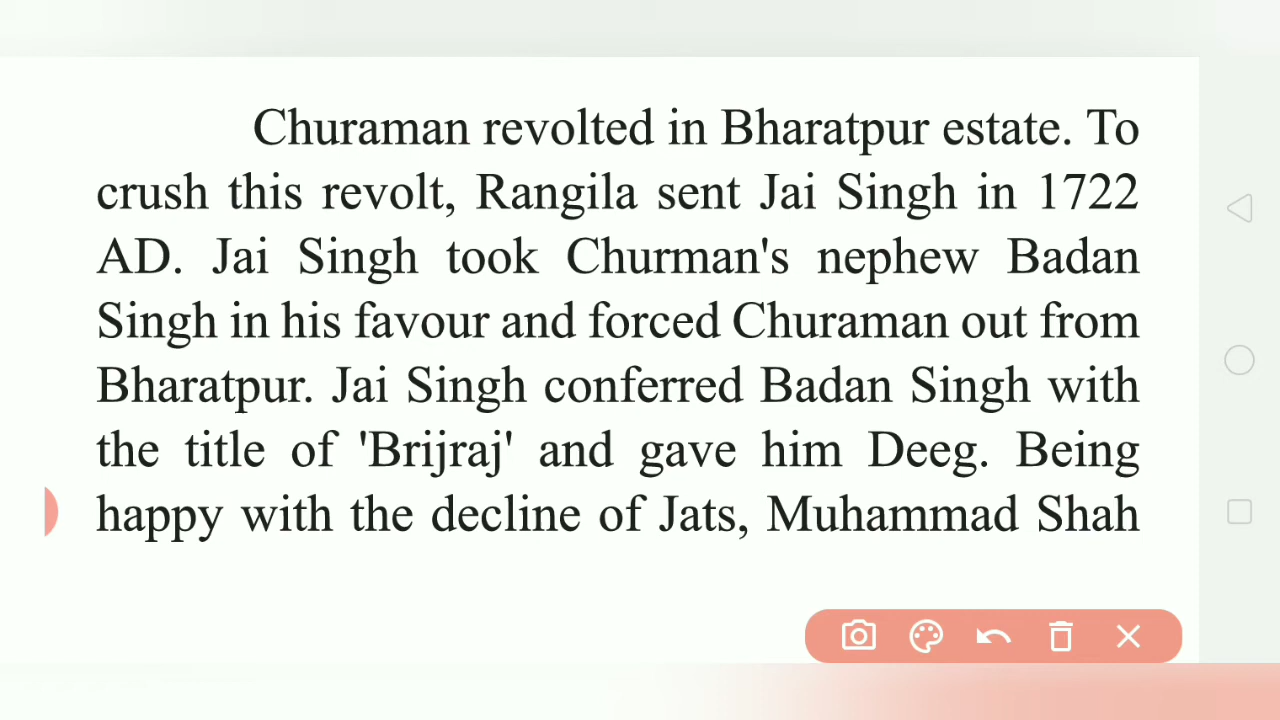 Churaman revolted in Bharatpur estate. To
crush this revolt, Rangila sent Jai Singh in 1722
AD. Jai Singh took Churman's nephew Badan
Singh in his favour and forced Churaman out from
Bharatpur. Jai Singh conferred Badan Singh with
the title of 'Brijraj' and gave him Deeg. Being
happy with the decline of Jats, Muhammad Shah